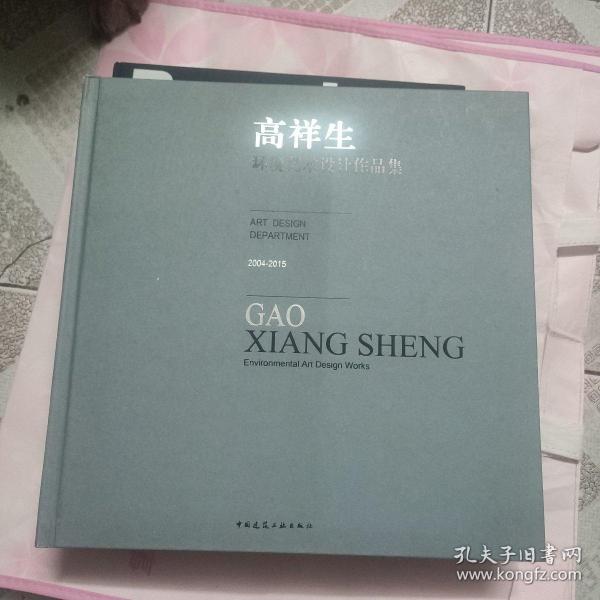 高祥生
环境艺术设计作品集
ART DESIGN
DEPARTMENT
2004-2015
GAO
XIANG SHENG
Environmental Art Design Works
中国建筑工业出版社
孔夫子旧书网
www.kongfz.com